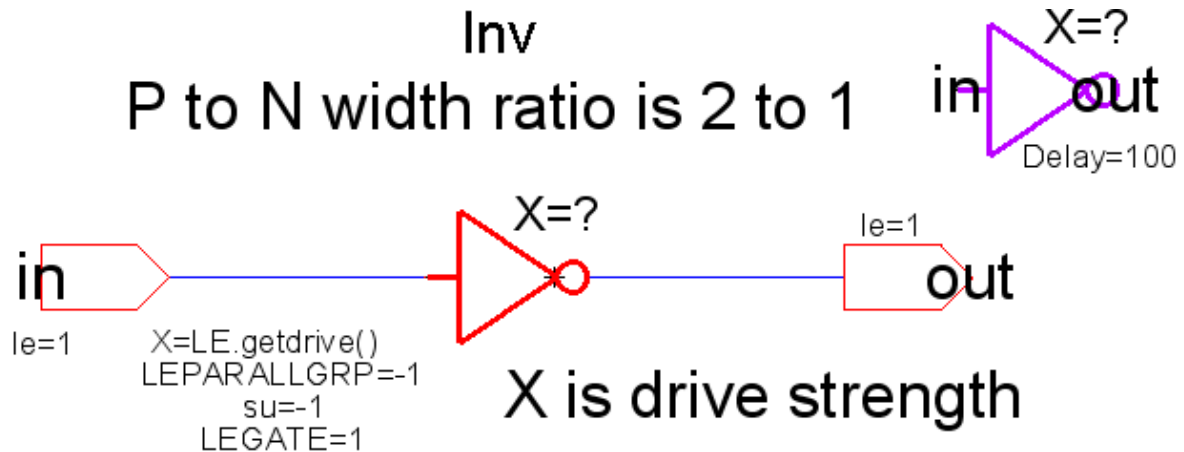 Inv
X=?
P to N width ratio is 2 to 1
in
out
Delay=100
X=?
le=1
in
out
le=1
X=LE.getdrive()
LEPARALLGRP=-1
su=-1
LEGATE=1
X is drive strength